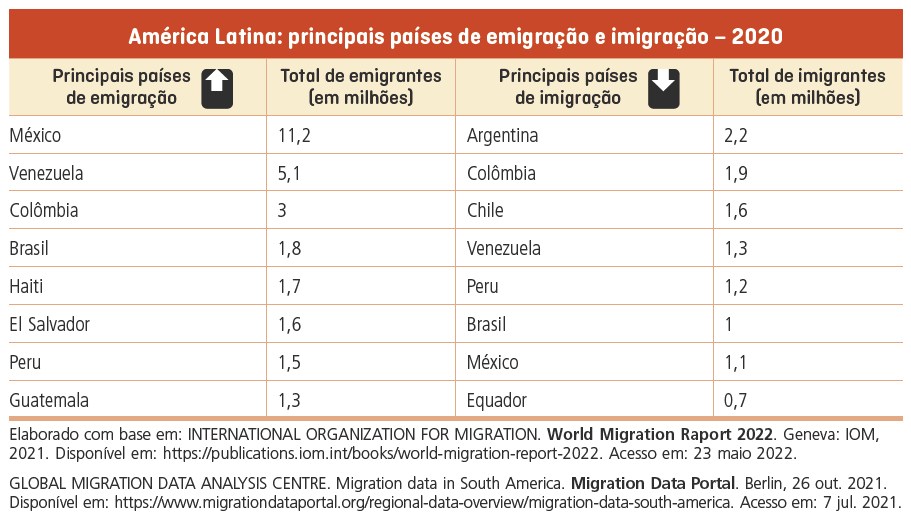 América Latina: principais países de emigração e imigração – 2020
Principais países de emigração Total de emigrantes (em milhões) Principais países de imigração Total de imigrantes (em milhões)
México 11,2 Argentina 2,2
Venezuela 5,1 Colômbia 1,9
Colômbia 3 Chile 1,6
Brasil 1,8 Venezuela 1,3
Haiti 1,7 Peru 1,2
El Salvador 1,6 Brasil 1
Peru 1,5 México 1,1
Guatemala 1,3 Equador 0,7
Elaborado com base em: INTERNATIONAL ORGANIZATION FOR MIGRATION. World Migration Raport 2022. Geneva: IOM,
2021. Disponível em: https://publications.iom.int/books/world-migration-report-2022. Acesso em: 23 maio 2022.
GLOBAL MIGRATION DATA ANALYSIS CENTRE. Migration data in South America. Migration Data Portal. Berlin, 26 out. 2021.
Disponível em: https://www.migrationdataportal.org/regional-data-overview/migration-data-south-america. Acesso em: 7 jul. 2021.